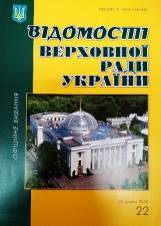 ВІДОМОСТІ
ВЕРХОВНОЇ
РАДИ
УКРАЇНИ
ОФІЦІЙНЕ ВИДАННЯ
22